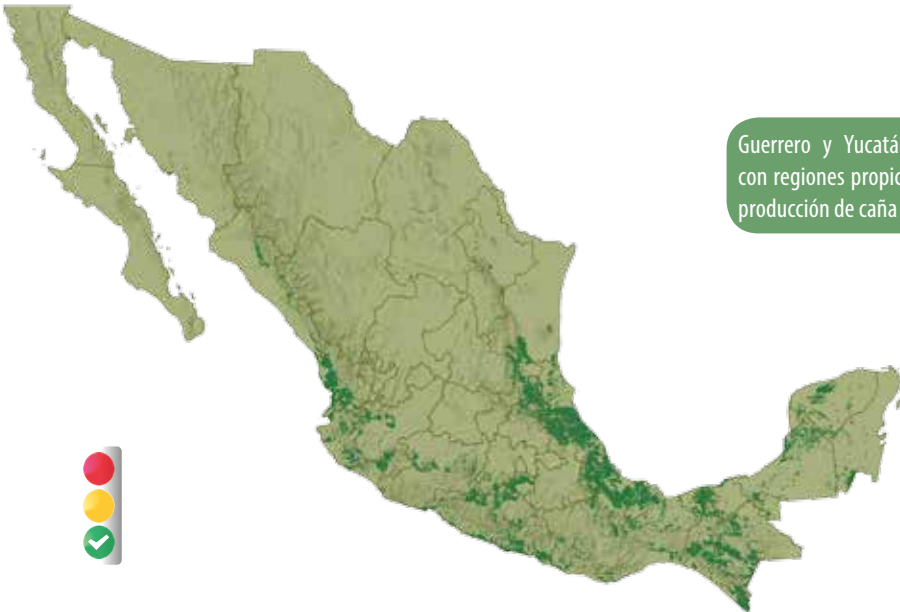 Guerrero y Yucatá
con regiones propic
producción de caña